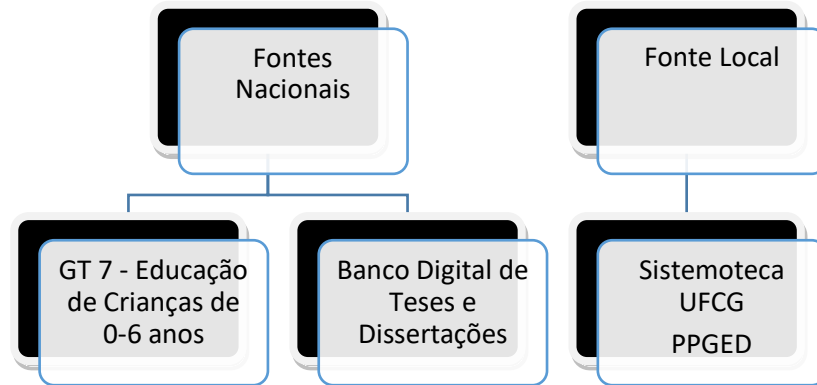 Fontes
Nacionais
Fonte Local
GT 7 - Educação
de Crianças de
0-6 anos
Banco Digital de
Teses e
Dissertações
Sistemoteca
UFCG
PPGED